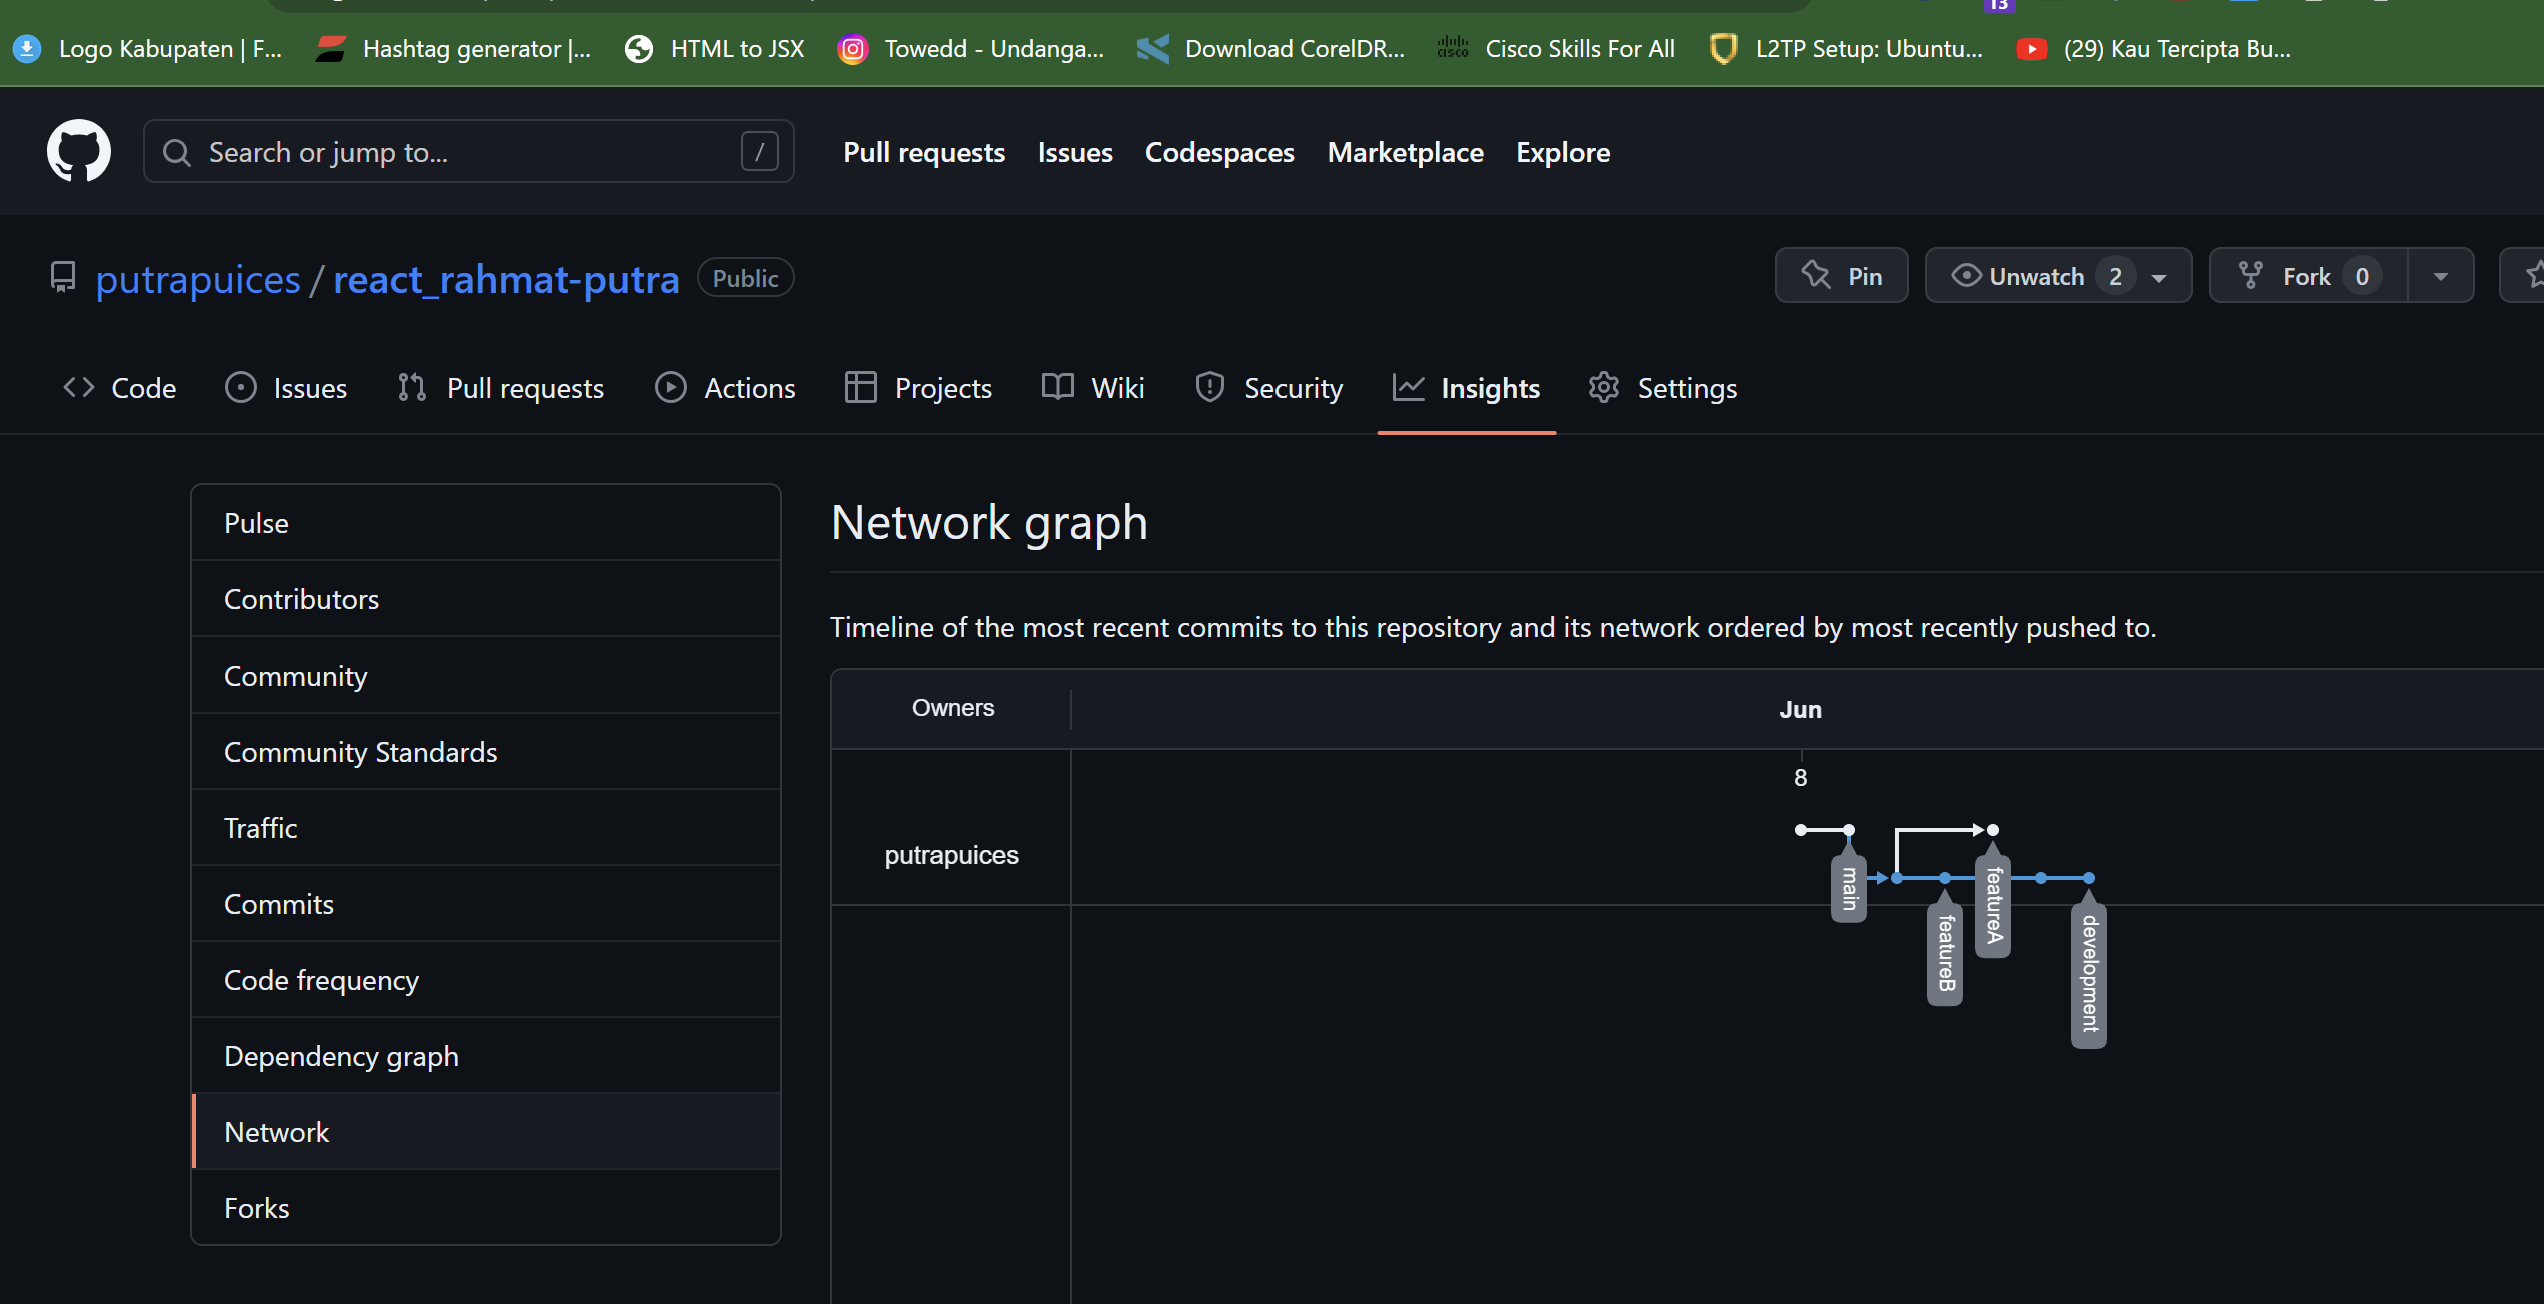 13
Logo Kabupaten | F...
Hashtag generator |...
HTML to JSX
Towedd - Undanga...
Download CorelDR...
Cisco Skills For All
L2TP Setup: Ubuntu...
(29) Kau Tercipta Bu...
Search or jump to...
/
Pull requests
Issues
Codespaces
Marketplace
Explore
putrapuices / react_rahmat-putra
Public
Pin
Unwatch 2
Fork 0
Code
Issues
Pull requests
Actions
Projects
Wiki
Security
Insights
Settings
Pulse
Contributors
Community
Community Standards
Traffic
Commits
Code frequency
Dependency graph
Network
Forks
Network graph
Timeline of the most recent commits to this repository and its network ordered by most recently pushed to.
Owners
Jun
8
putrapuices
main
featureB
featureA
development